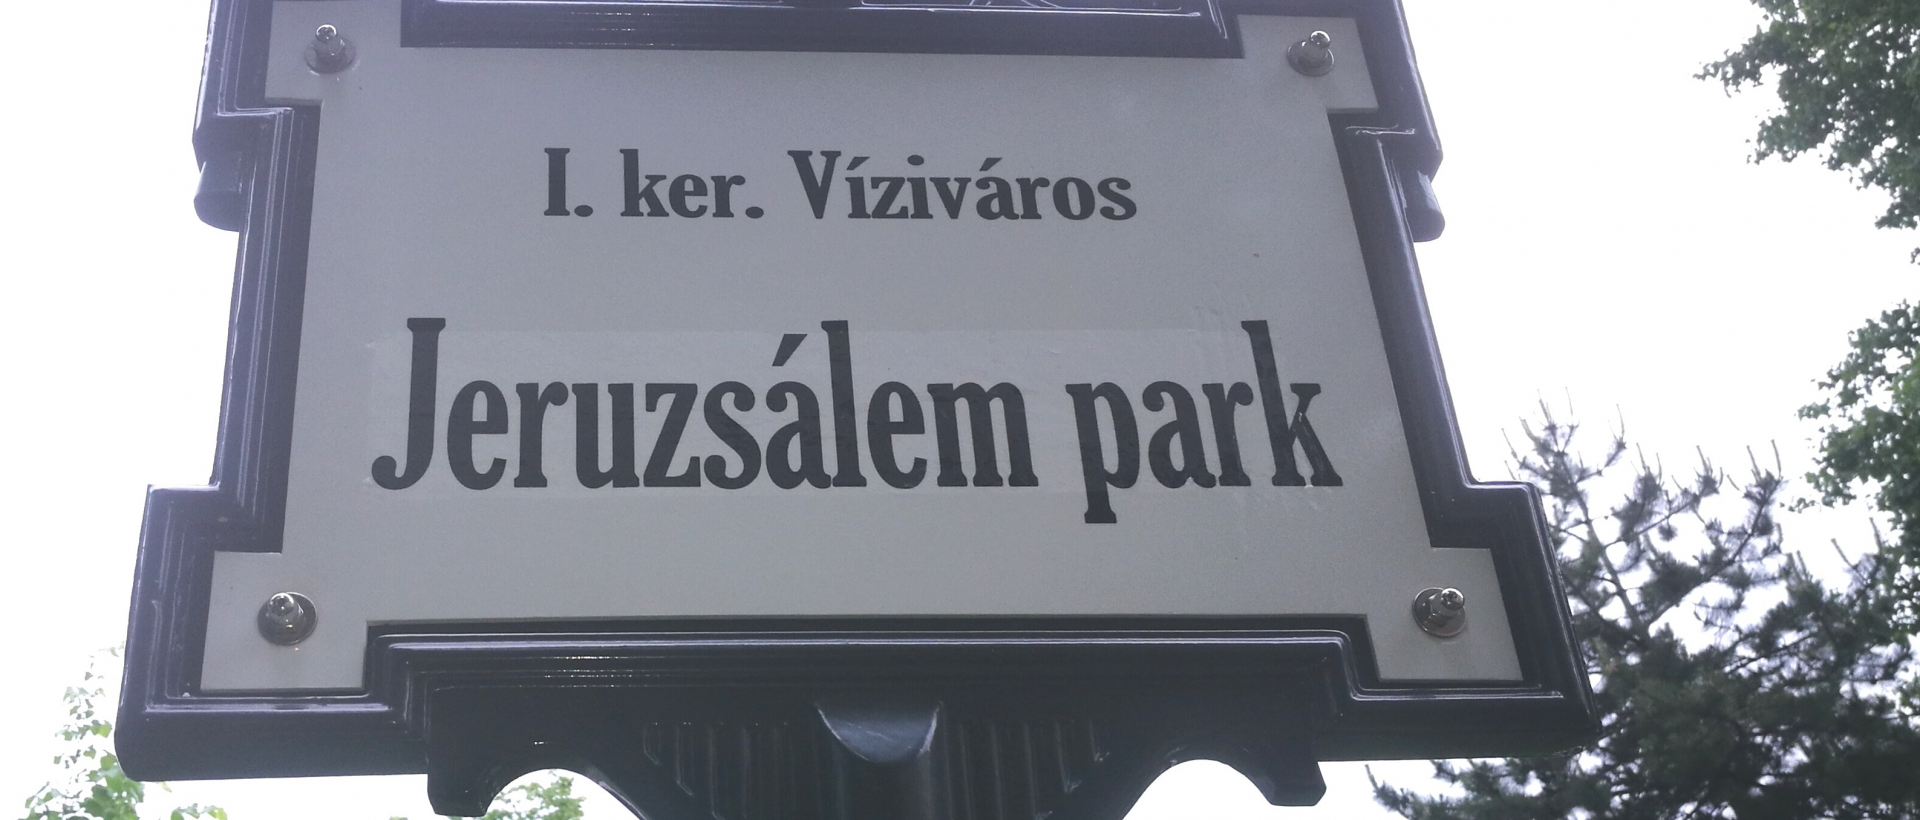 I. ker. Víziváros
Jeruzsálem park